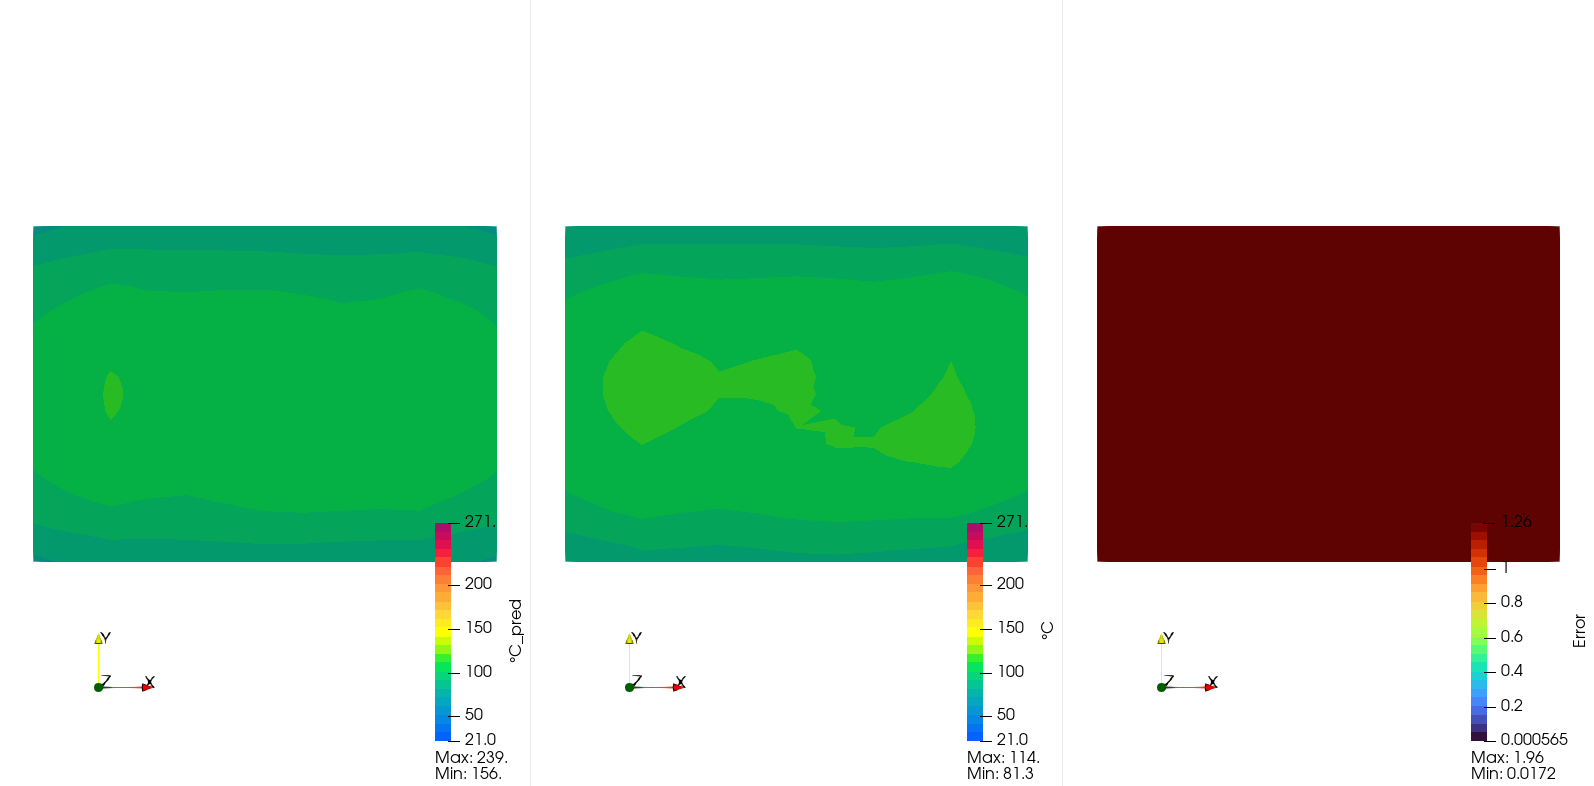 271.
200
150
100
50
21.0
°C_pred
Max: 239.
Min: 156.
Y
Z
X
271.
200
150
100
50
21.0
°C
Max: 114.
Min: 81.3
Y
Z
X
1.26
1
0.8
0.6
0.4
0.2
0.000565
Error
Max: 1.96
Min: 0.0172
Y
Z
X